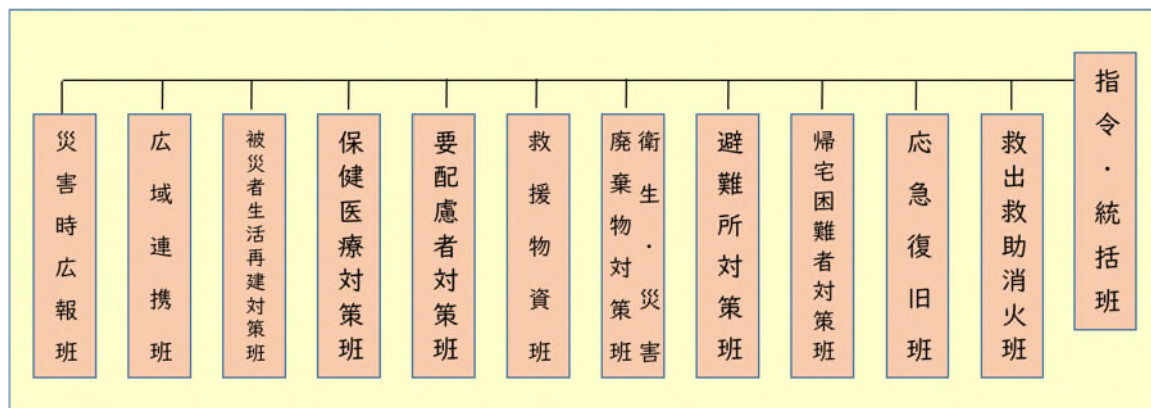 指令・統括班
救出救助消火班
応急復旧班
帰宅困難者対策班
避難所対策班
衛生・災害
廃棄物対策班
救援物資班
要配慮者対策班
保健医療対策班
被災者生活再建対策班
広域連携班
災害時広報班